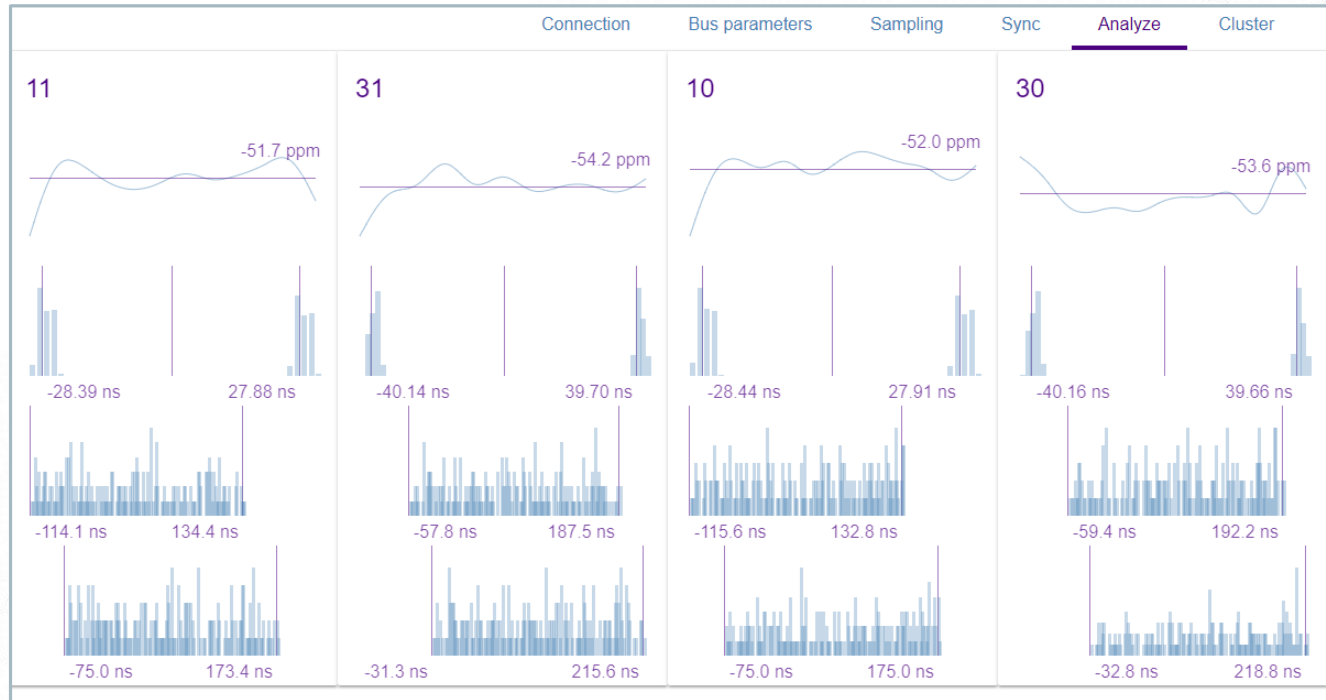 Connection Bus parameters Sampling Sync Analyze Cluster
11 31 10 30
-51.7 ppm -54.2 ppm -52.0 ppm -53.6 ppm
-28.39 ns 27.88 ns -40.14 ns 39.70 ns -28.44 ns 27.91 ns -40.16 ns 39.66 ns
-114.1 ns 134.4 ns -57.8 ns 187.5 ns -115.6 ns 132.8 ns -59.4 ns 192.2 ns
-75.0 ns 173.4 ns -31.3 ns 215.6 ns -75.0 ns 175.0 ns -32.8 ns 218.8 ns